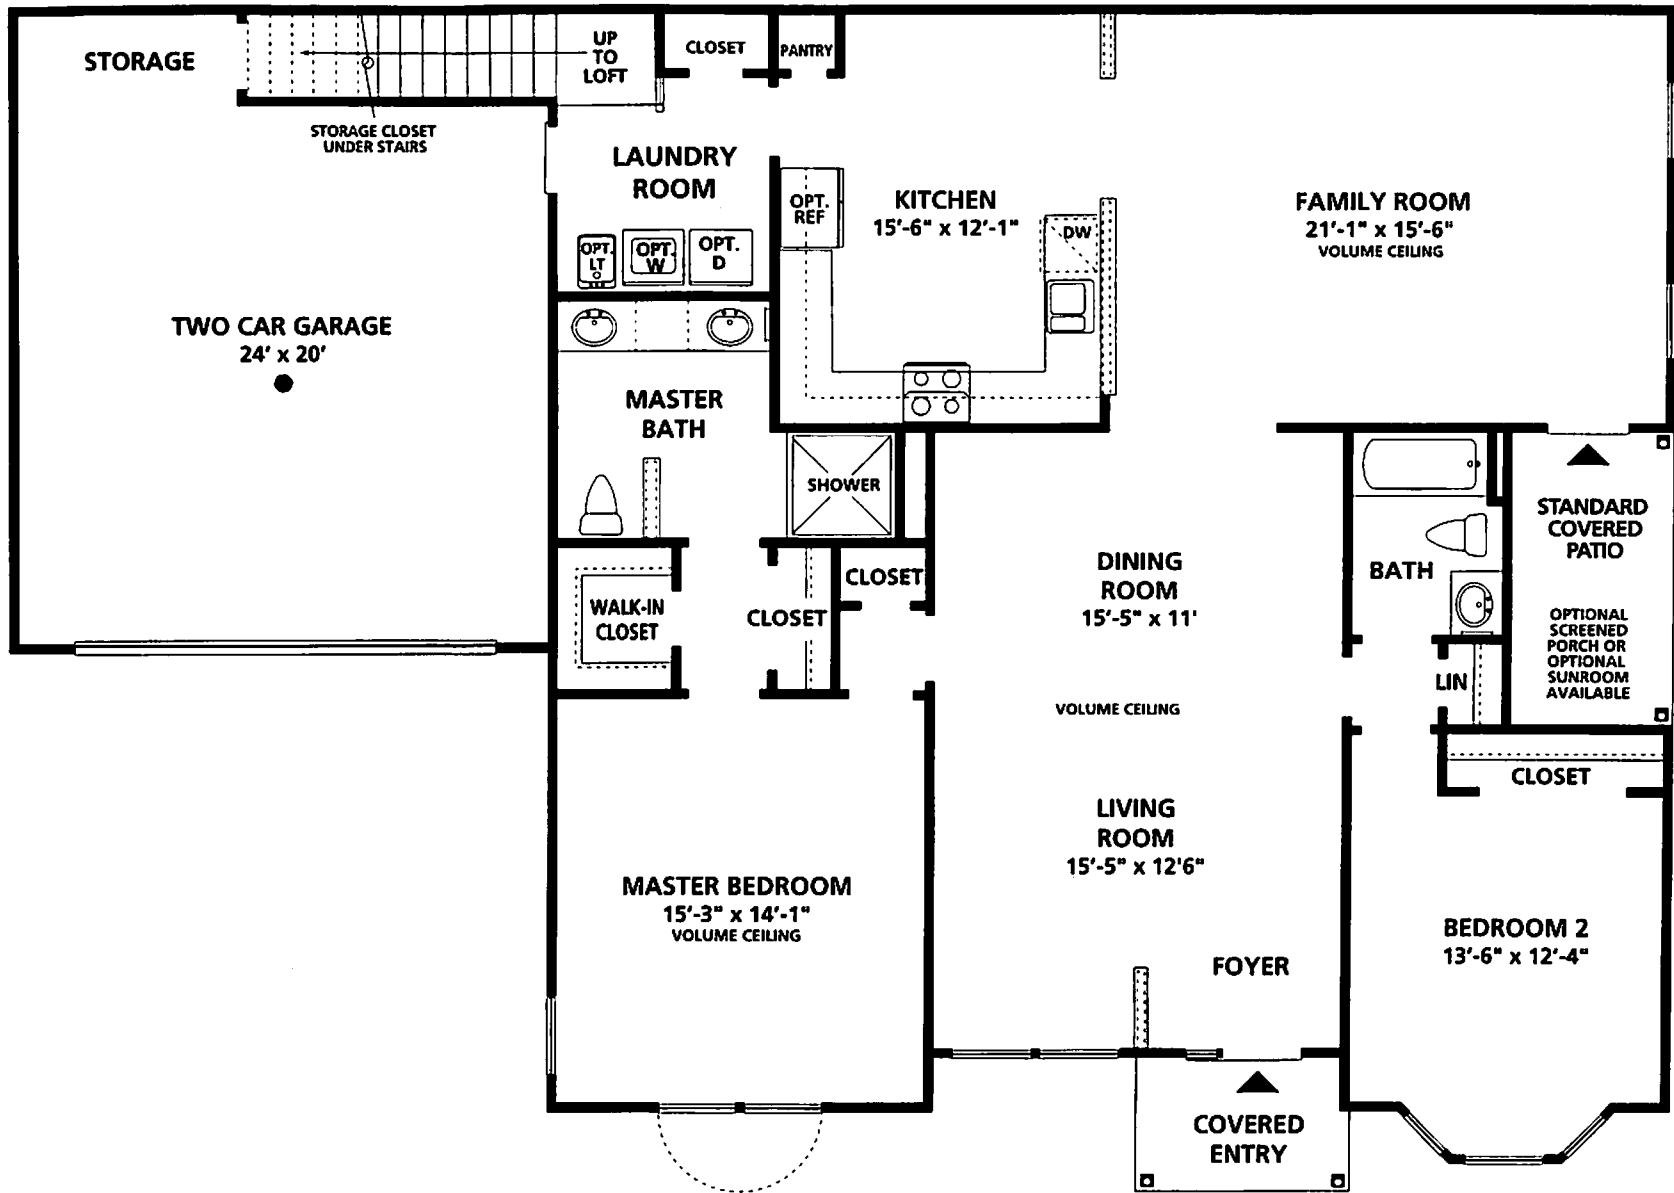 STORAGE
UP
TO
LOFT
CLOSET
PANTRY
STORAGE CLOSET
UNDER STAIRS
LAUNDRY
ROOM
OPT.
REF
KITCHEN
15'-6" x 12'-1"
DW
FAMILY ROOM
21'-1" x 15'-6"
VOLUME CEILING
OPT.
LT
OPT.
W
OPT.
D
TWO CAR GARAGE
24' x 20'
MASTER
BATH
SHOWER
STANDARD
COVERED
PATIO
OPTIONAL
SCREENED
PORCH OR
OPTIONAL
SUNROOM
AVAILABLE
DINING
ROOM
15'-5" x 11'
BATH
CLOSET
WALK-IN
CLOSET
CLOSET
LIN
VOLUME CEILING
CLOSET
LIVING
ROOM
15'-5" x 12'6"
MASTER BEDROOM
15'-3" x 14'-1"
VOLUME CEILING
BEDROOM 2
13'-6" x 12'-4"
FOYER
COVERED
ENTRY